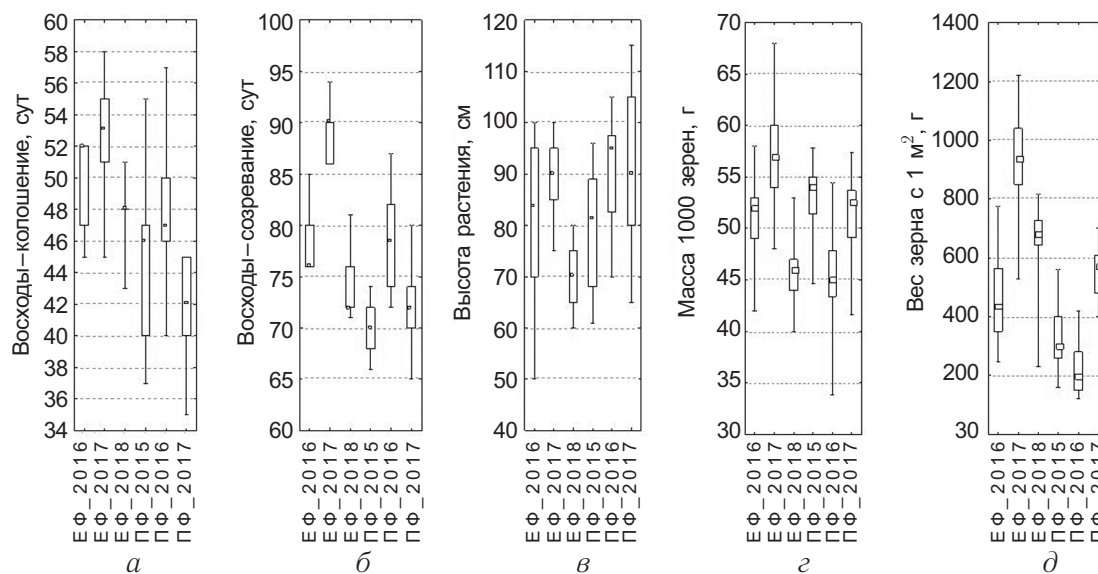 Восходы–колошение, сут
60
58
56
54
52
50
48
46
44
42
40
38
36
34
ЕФ_2016
ЕФ_2017
ЕФ_2018
ПФ_2015
ПФ_2016
ПФ_2017
а
Восходы–созревание, сут
100
95
90
85
80
75
70
65
60
ЕФ_2016
ЕФ_2017
ЕФ_2018
ПФ_2015
ПФ_2016
ПФ_2017
б
Высота растения, см
120
110
100
90
80
70
60
50
40
ЕФ_2016
ЕФ_2017
ЕФ_2018
ПФ_2015
ПФ_2016
ПФ_2017
в
Масса 1000 зерен, г
70
65
60
55
50
45
40
35
30
ЕФ_2016
ЕФ_2017
ЕФ_2018
ПФ_2015
ПФ_2016
ПФ_2017
г
Вес зерна с 1 м², г
1400
1200
1000
800
600
400
200
30
ЕФ_2016
ЕФ_2017
ЕФ_2018
ПФ_2015
ПФ_2016
ПФ_2017
д